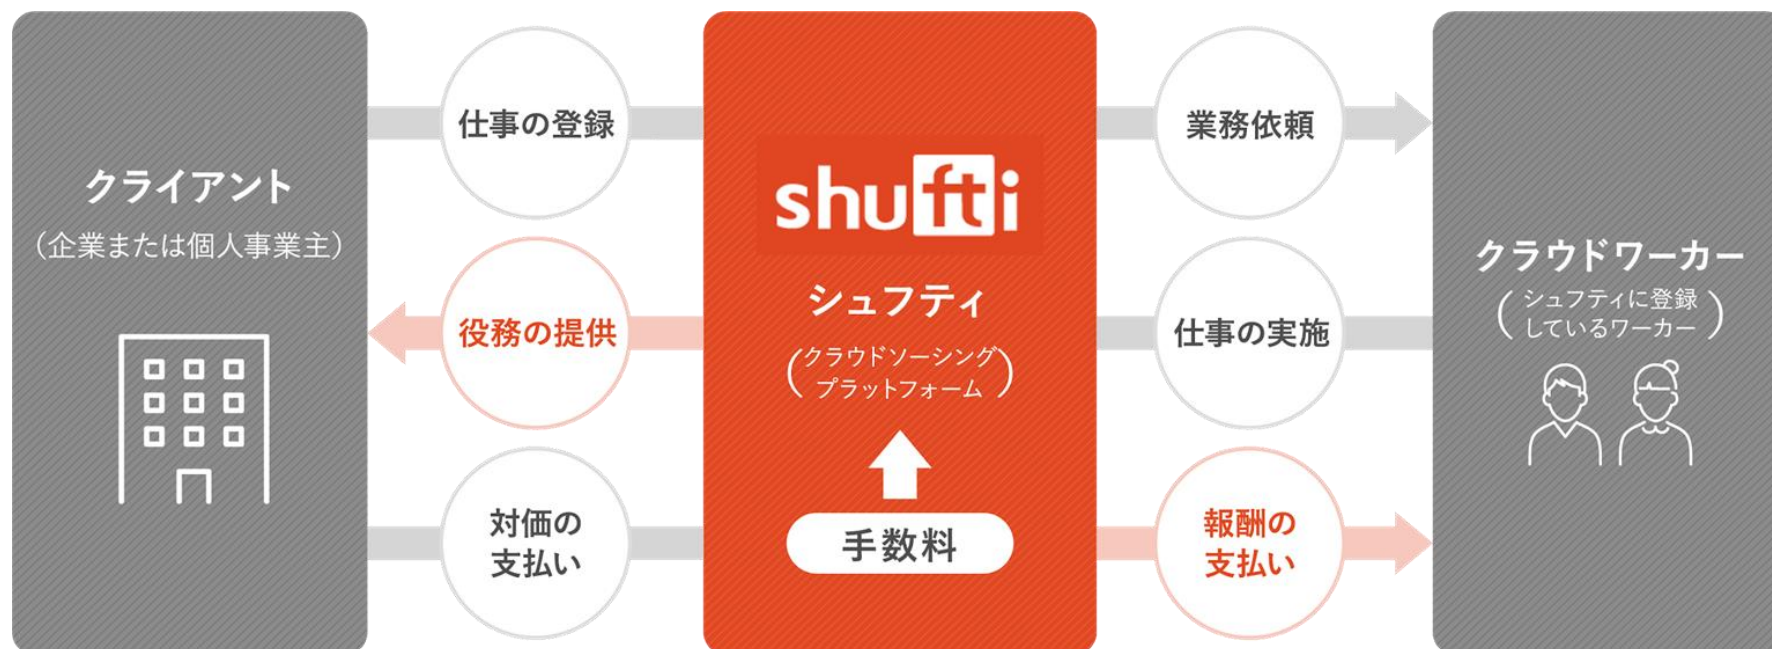 クライアント
（企業または個人事業主）
仕事の登録
役務の提供
対価の
支払い
shufti
シュフティ
（クラウドソーシング
プラットフォーム）
手数料
業務依頼
仕事の実施
報酬の
支払い
クラウドワーカー
（シュフティに登録
しているワーカー）